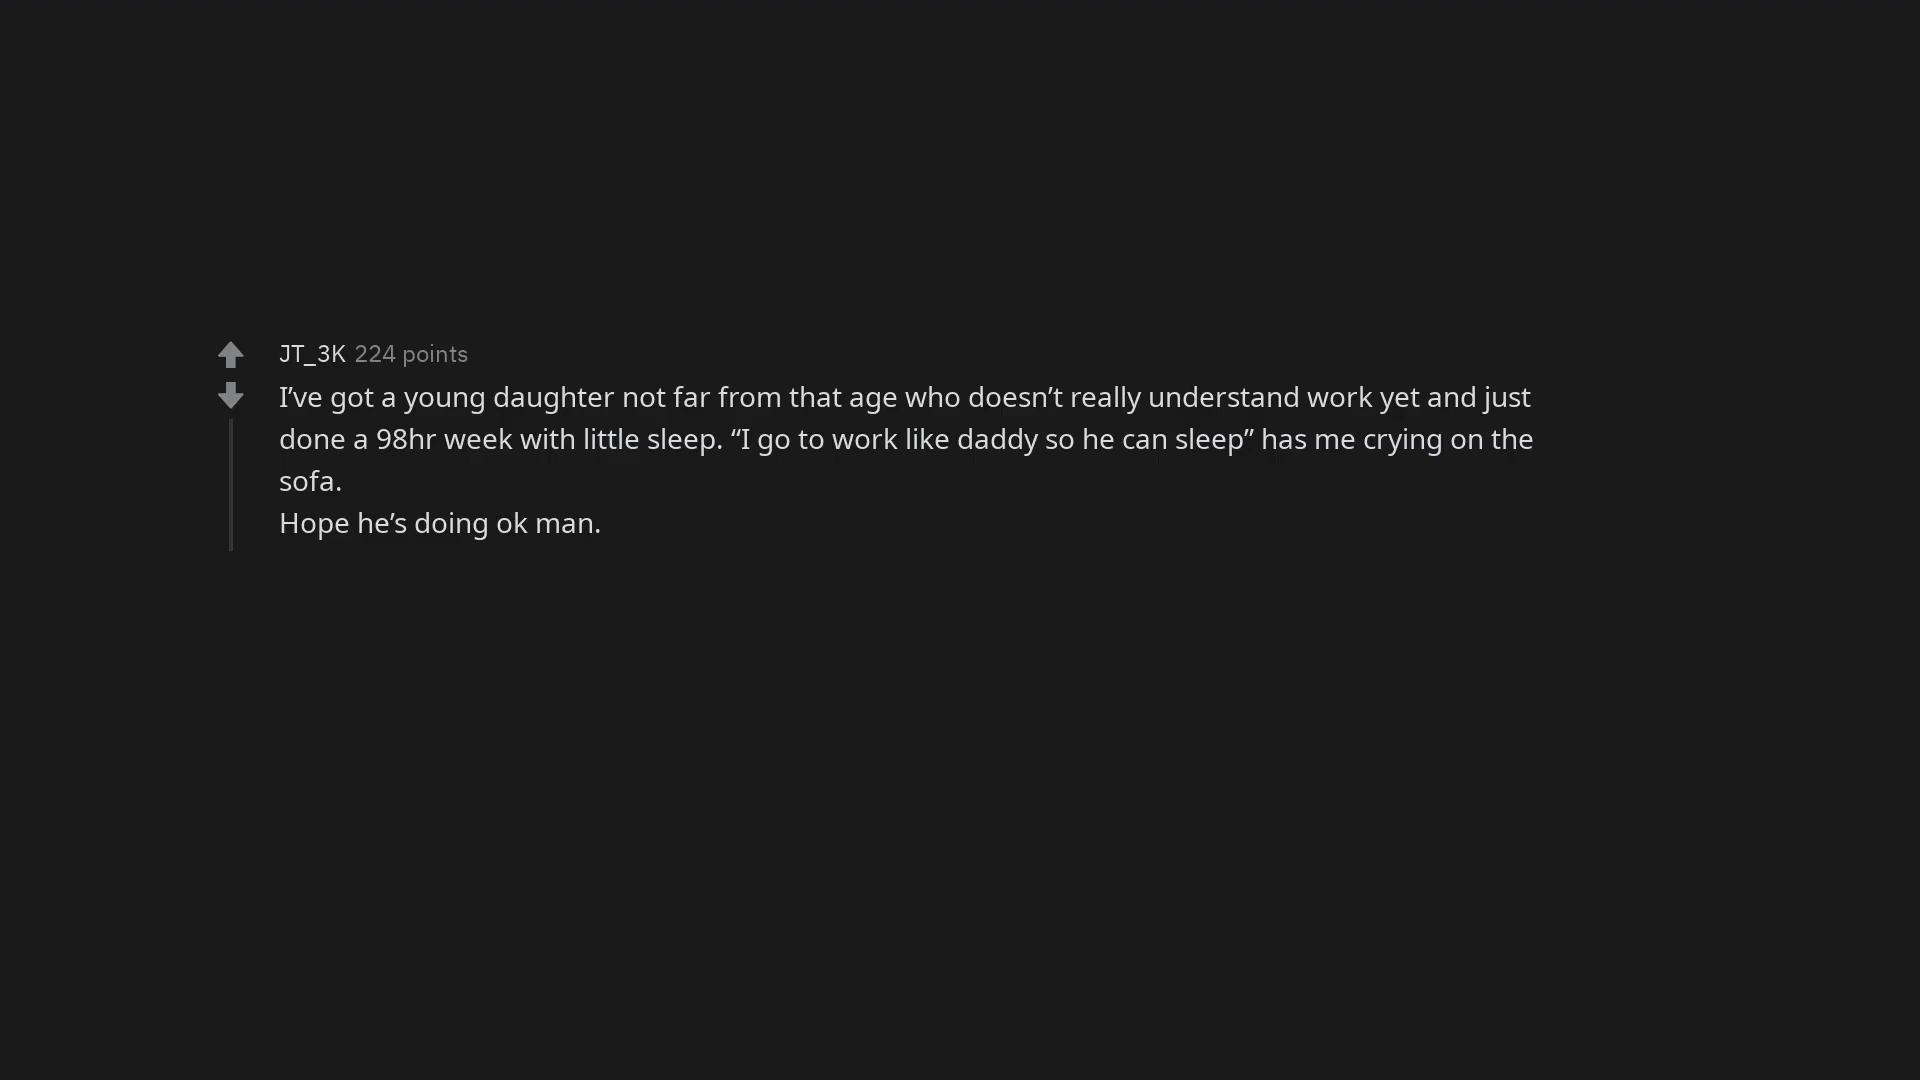 JT_3K 224 points
I’ve got a young daughter not far from that age who doesn’t really understand work yet and just
done a 98hr week with little sleep. “I go to work like daddy so he can sleep” has me crying on the
sofa.
Hope he’s doing ok man.